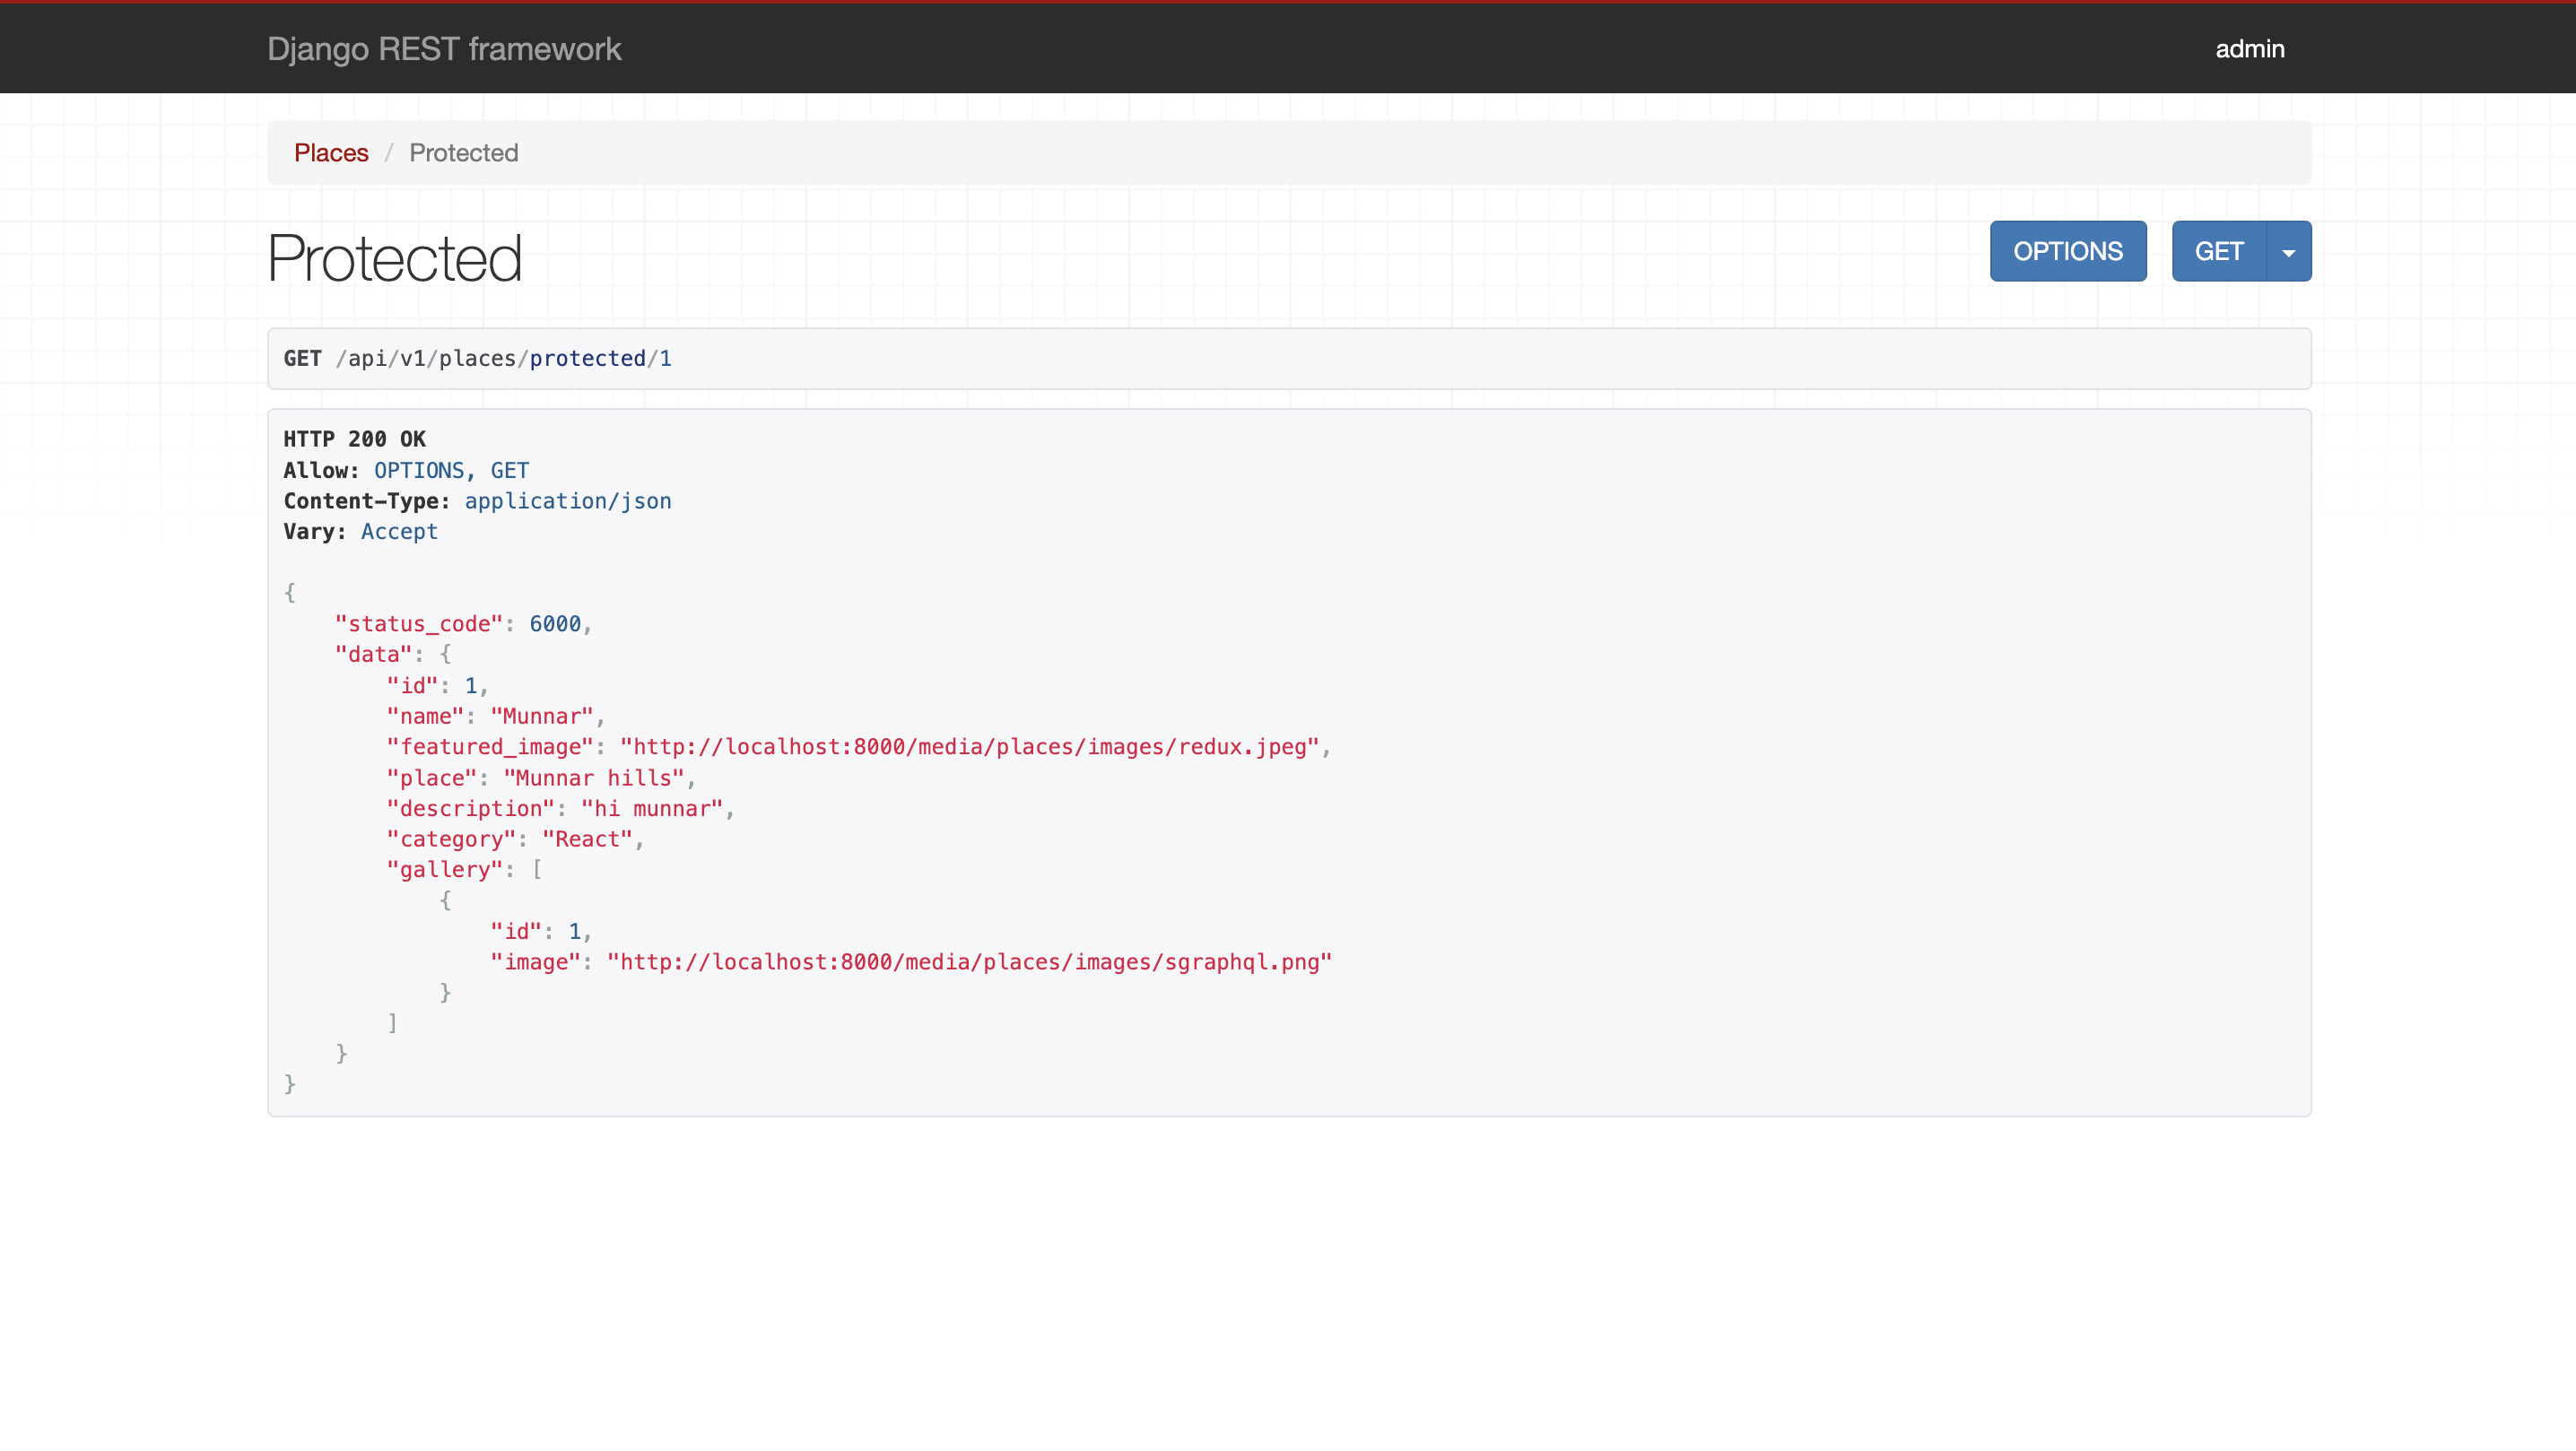 Django REST framework
admin
Places / Protected
Protected
OPTIONS
GET
GET /api/v1/places/protected/1
HTTP 200 OK
Allow: OPTIONS, GET
Content-Type: application/json
Vary: Accept
{
    "status_code": 6000,
    "data": {
        "id": 1,
        "name": "Munnar",
        "featured_image": "http://localhost:8000/media/places/images/redux.jpeg",
        "place": "Munnar hills",
        "description": "hi munnar",
        "category": "React",
        "gallery": [
            {
                "id": 1,
                "image": "http://localhost:8000/media/places/images/sgraphql.png"
            }
        ]
    }
}